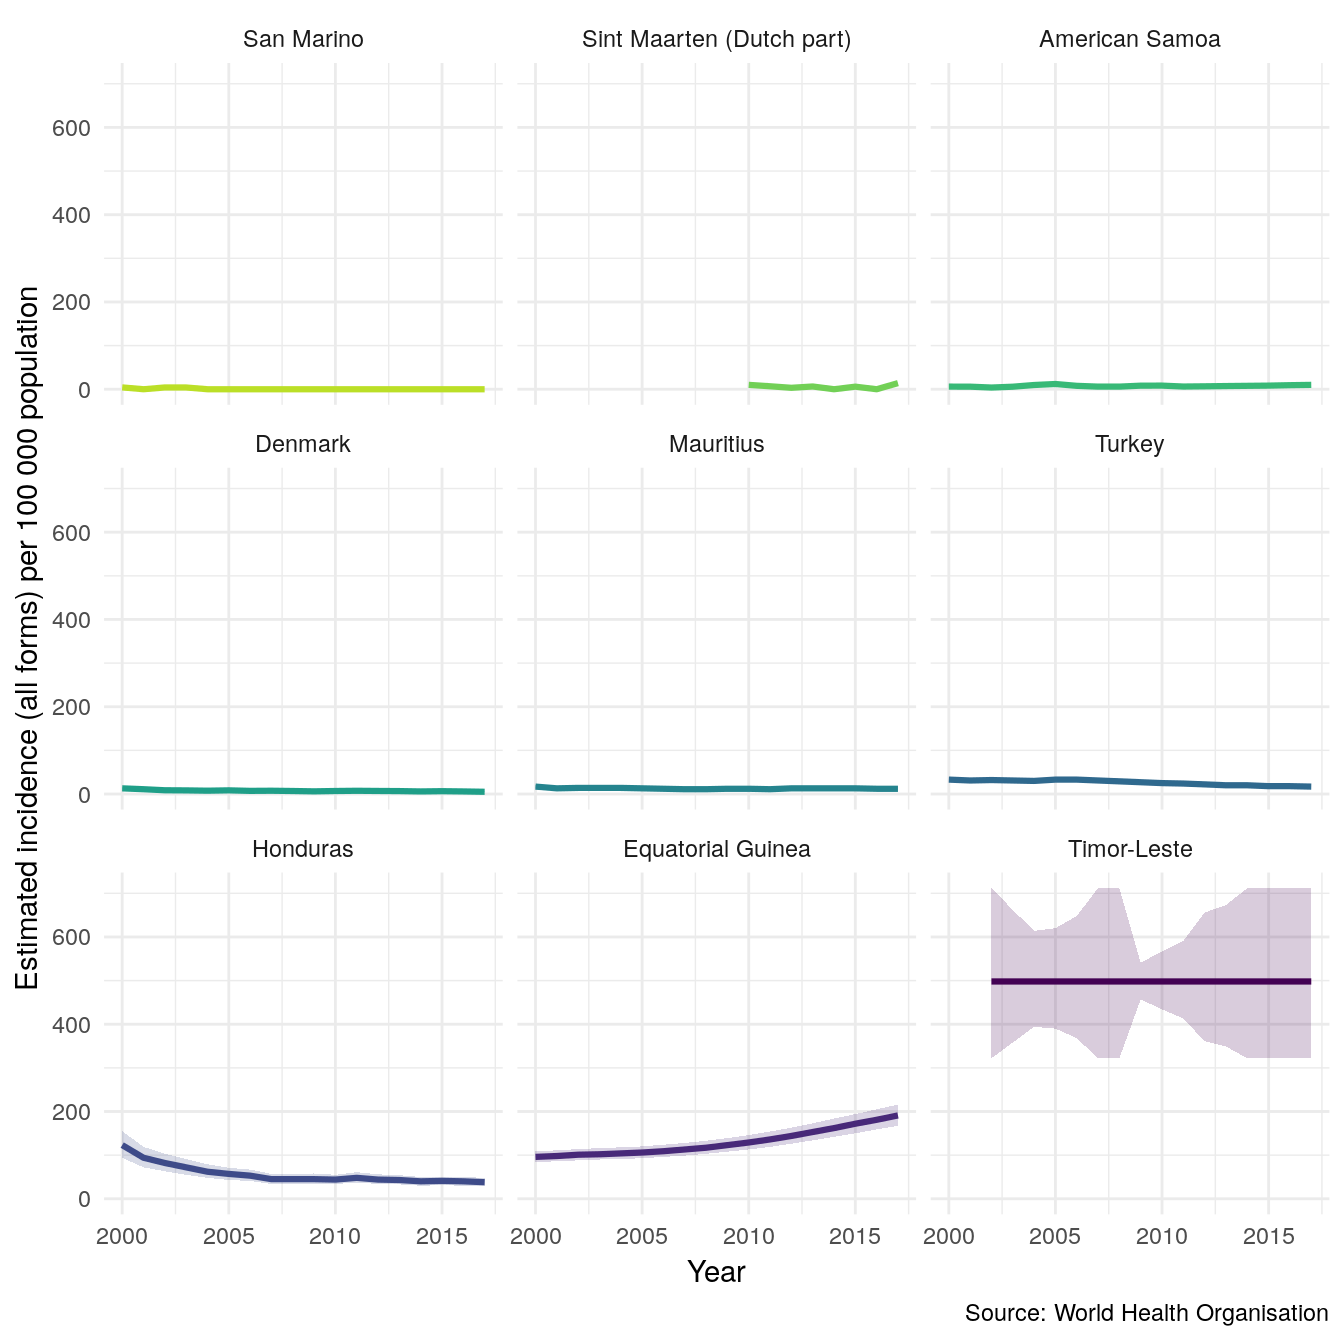 San Marino
Sint Maarten (Dutch part)
American Samoa
600
400
200
0
Denmark
Mauritius
Turkey
600
400
200
0
Honduras
Equatorial Guinea
Timor-Leste
600
400
200
0
2000 2005 2010 2015
2000 2005 2010 2015
2000 2005 2010 2015
Estimated incidence (all forms) per 100 000 population
Year
Source: World Health Organisation